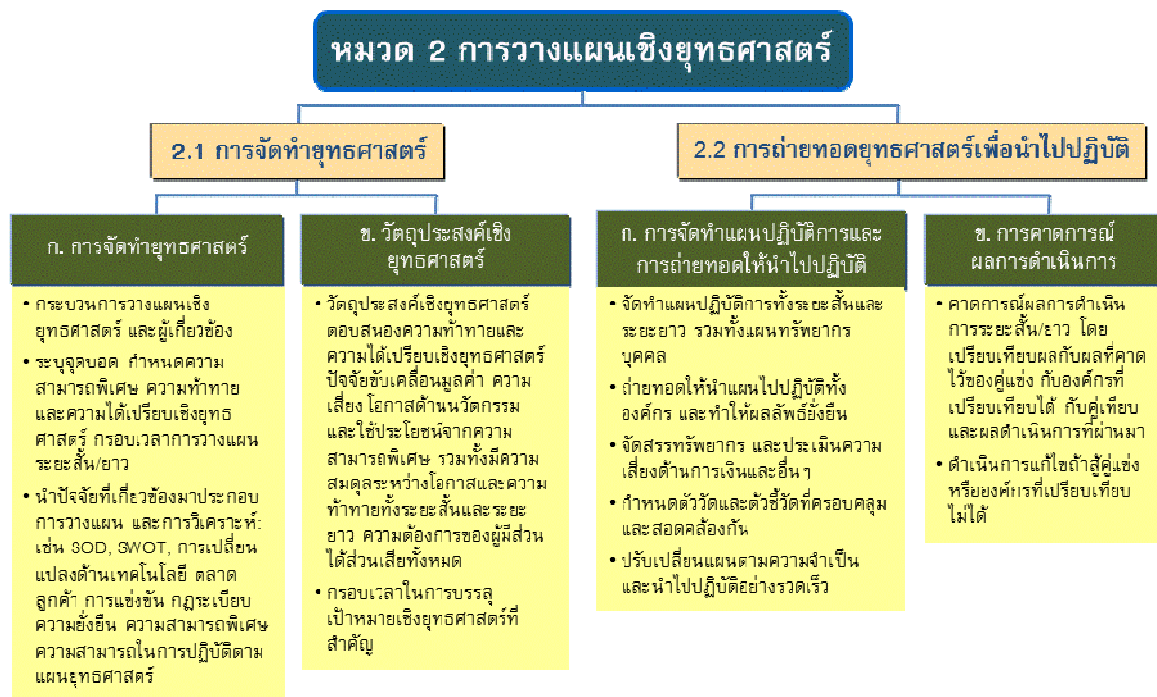 หมวด 2 การวางแผนเชิงยุทธศาสตร์
2.1 การจัดทำยุทธศาสตร์
2.2 การถ่ายทอดยุทธศาสตร์เพื่อนำไปปฏิบัติ
ก. การจัดทำยุทธศาสตร์
• กระบวนการวางแผนเชิง
ยุทธศาสตร์ และผู้เกี่ยวข้อง
• ระบุจุดบอด กำหนดความ
สามารถพิเศษ ความท้าทาย
และความได้เปรียบเชิงยุทธ
ศาสตร์ กรอบเวลาการวางแผน
ระยะสั้น/ยาว
• นำปัจจัยที่เกี่ยวข้องมาประกอบ
การวางแผน และการวิเคราะห์:
เช่น SOD, SWOT, การเปลี่ยน
แปลงด้านเทคโนโลยี ตลาด
ลูกค้า การแข่งขัน กฎระเบียบ
ความยั่งยืน ความสามารถพิเศษ
ความสามารถในการปฏิบัติตาม
แผนยุทธศาสตร์
ข. วัตถุประสงค์เชิง
ยุทธศาสตร์
• วัตถุประสงค์เชิงยุทธศาสตร์
ตอบสนองความท้าทายและ
ความได้เปรียบเชิงยุทธศาสตร์
ปัจจัยขับเคลื่อนมูลค่า ความ
เสี่ยง โอกาสด้านนวัตกรรม
และใช้ประโยชน์จากความ
สามารถพิเศษ รวมทั้งมีความ
สมดุลระหว่างโอกาสและความ
ท้าทายทั้งระยะสั้นและระยะ
ยาว ความต้องการของผู้มีส่วน
ได้ส่วนเสียทั้งหมด
• กรอบเวลาในการบรรลุ
เป้าหมายเชิงยุทธศาสตร์ที่
สำคัญ
ก. การจัดทำแผนปฏิบัติการและ
การถ่ายทอดให้นำไปปฏิบัติ
• จัดทำแผนปฏิบัติการทั้งระยะสั้นและ
ระยะยาว รวมทั้งแผนทรัพยากร
บุคคล
• ถ่ายทอดให้นำแผนไปปฏิบัติทั้ง
องค์กร และทำให้ผลลัพธ์ยั่งยืน
• จัดสรรทรัพยากร และประเมินความ
เสี่ยงด้านการเงินและอื่นๆ
• กำหนดตัววัดและตัวชี้วัดที่ครอบคลุม
และสอดคล้องกัน
• ปรับเปลี่ยนแผนตามความจำเป็น
และนำไปปฏิบัติอย่างรวดเร็ว
ข. การคาดการณ์
ผลการดำเนินการ
• คาดการณ์ผลการดำเนิน
การระยะสั้น/ยาว โดย
เปรียบเทียบผลกับผลที่คาด
ไว้ของคู่แข่ง กับองค์กรที่
เปรียบเทียบได้ กับคู่เทียบ
และผลดำเนินการที่ผ่านมา
• ดำเนินการแก้ไขถ้าสู้คู่แข่ง
หรือองค์กรที่เปรียบเทียบ
ไม่ได้